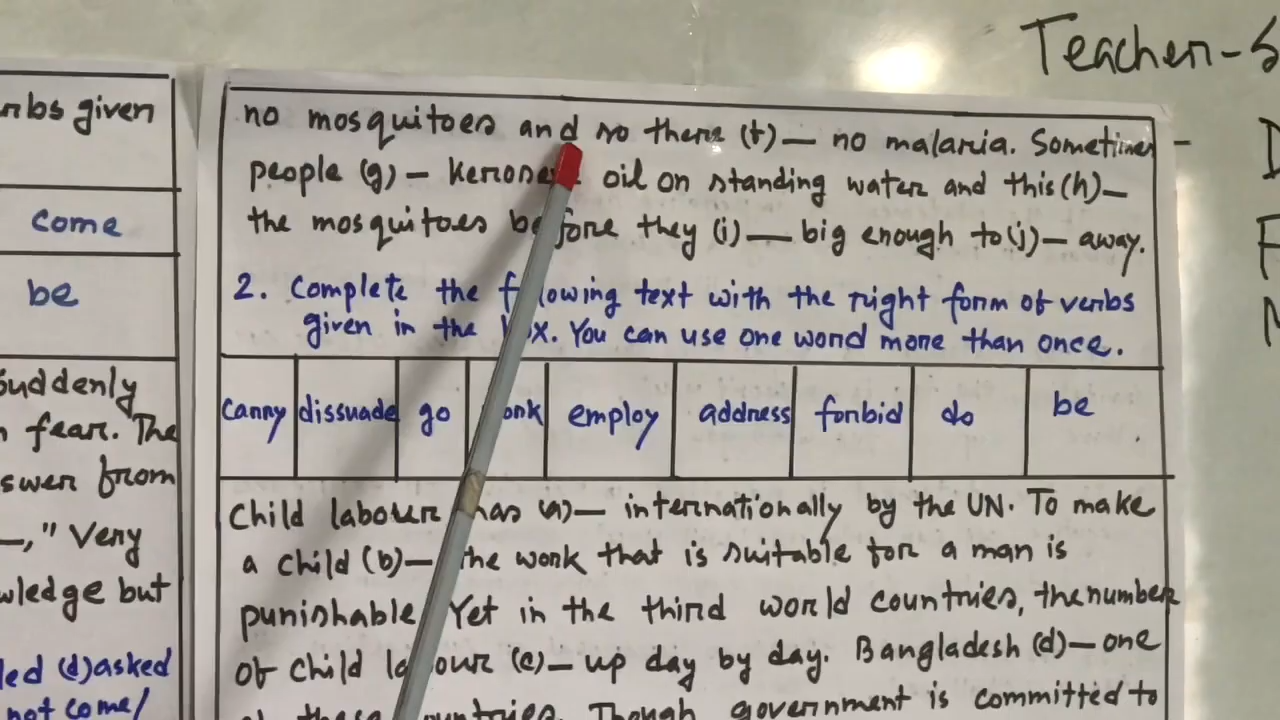 Teacher-S
rbs given
come
be
Suddenly
fear. The
swer from
—," Very
wledge but
led (d)asked
not come/
no mosquitoes and so there (f)— no malaria. Sometimes
people (g)— Kerosene oil on standing water and this (h)—
the mosquitoes before they (i)— big enough to (j)— away.
2. Complete the following text with the right form of verbs
given in the box. You can use one word more than once.
carry dissuade go work employ address forbid do be
Child labour has (a)— internationally by the UN. To make
a child (b)— the work that is suitable for a man is
punishable. Yet in the third world countries, the number
of child labour (c)— up day by day. Bangladesh (d)— one
of these countries. Though government is committed to